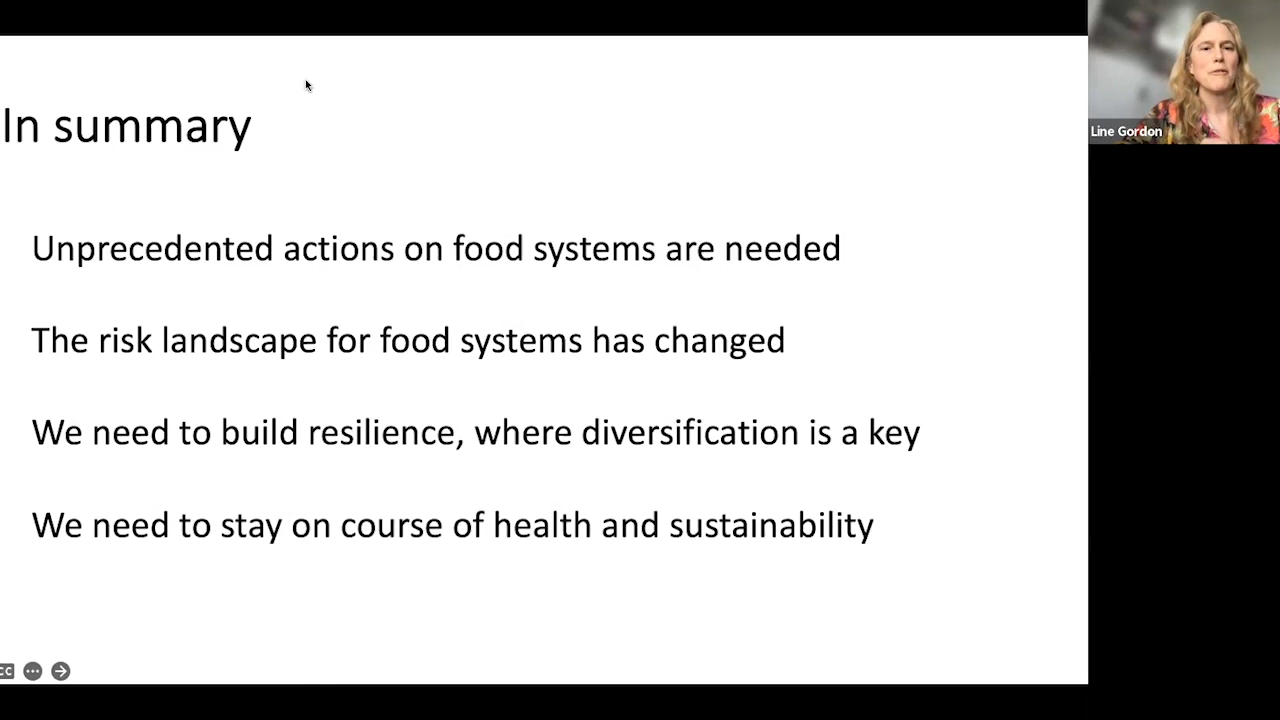 In summary
Unprecedented actions on food systems are needed
The risk landscape for food systems has changed
We need to build resilience, where diversification is a key
We need to stay on course of health and sustainability
Line Gordon
CC